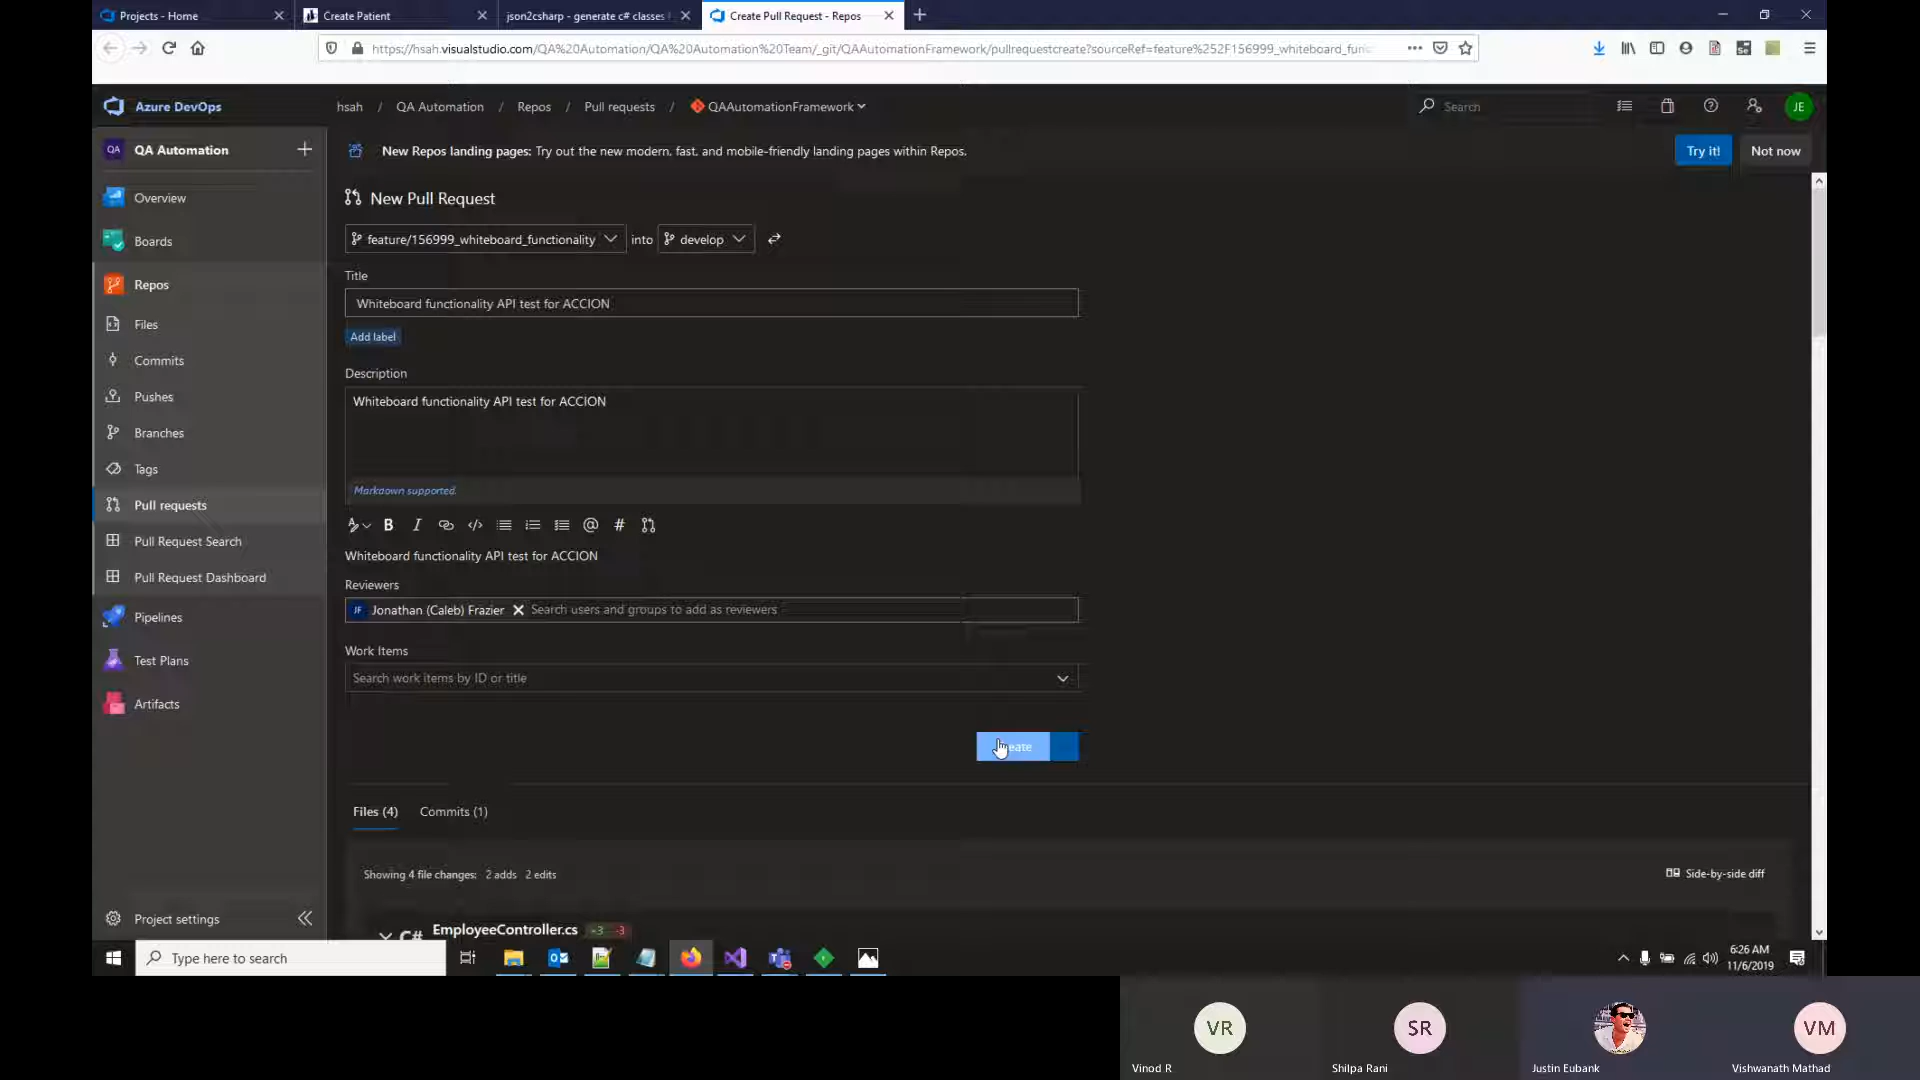 Projects - Home
Create Patient
json2csharp - generate c# classes
Create Pull Request - Repos
https://hsah.visualstudio.com/QA%20Automation/QA%20Automation%20Team/_git/QAAutomationFramework/pullrequestcreate?sourceRef=feature%252F156999_whiteboard_func
Azure DevOps
hsah / QA Automation / Repos / Pull requests / QAAutomationFramework
Search
JE
QA QA Automation
New Repos landing pages: Try out the new modern, fast, and mobile-friendly landing pages within Repos.
Try it!
Not now
Overview
Boards
Repos
Files
Commits
Pushes
Branches
Tags
Pull requests
Pull Request Search
Pull Request Dashboard
Pipelines
Test Plans
Artifacts
Project settings
New Pull Request
feature/156999_whiteboard_functionality into develop
Title
Whiteboard functionality API test for ACCION
Add label
Description
Whiteboard functionality API test for ACCION
Markdown supported.
B I </> @ #
Whiteboard functionality API test for ACCION
Reviewers
JF Jonathan (Caleb) Frazier Search users and groups to add as reviewers
Work Items
Search work items by ID or title
Files (4)
Commits (1)
Showing 4 file changes: 2 adds 2 edits
Side-by-side diff
C# EmployeeController.cs +3 -3
Type here to search
6:26 AM
11/6/2019
VR
SR
VM
Vinod R
Shilpa Rani
Justin Eubank
Vishwanath Mathad